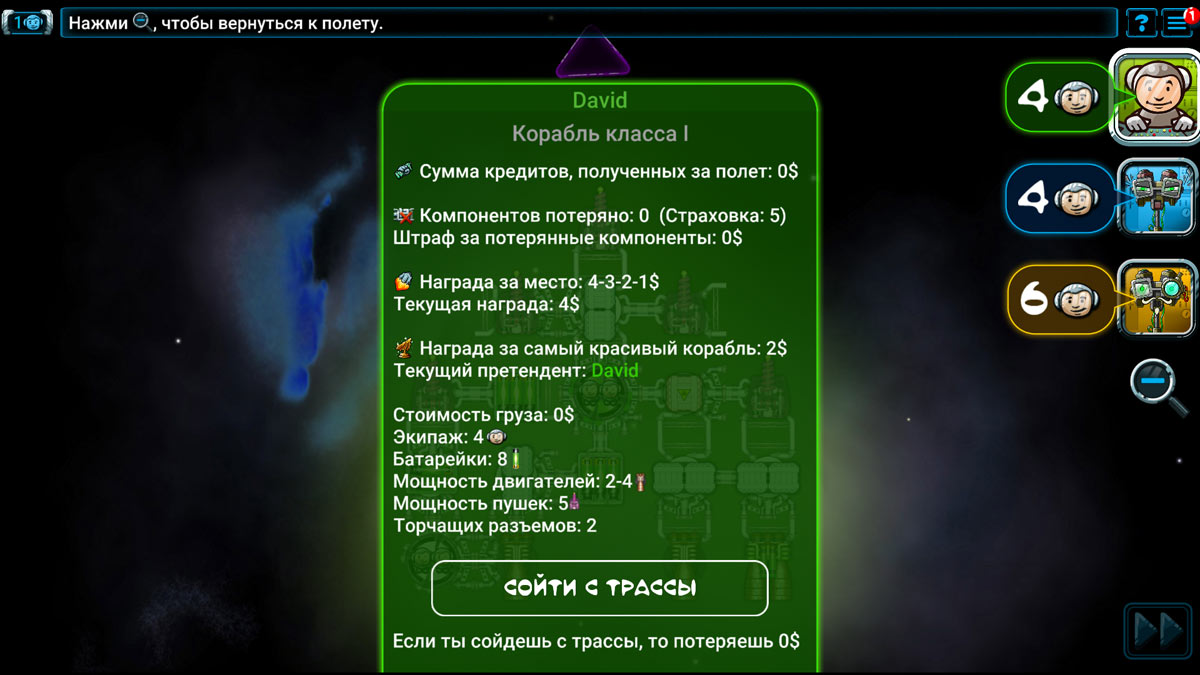 1
Нажми , чтобы вернуться к полету.
?
1
David
Корабль класса I
Сумма кредитов, полученных за полет: 0$
Компонентов потеряно: 0 (Страховка: 5)
Штраф за потерянные компоненты: 0$
Награда за место: 4-3-2-1$
Текущая награда: 4$
Награда за самый красивый корабль: 2$
Текущий претендент: David
Стоимость груза: 0$
Экипаж: 4
Батарейки: 8
Мощность двигателей: 2-4
Мощность пушек: 5
Торчащих разъемов: 2
СОЙТИ С ТРАССЫ
Если ты сойдешь с трассы, то потеряешь 0$
4
4
6